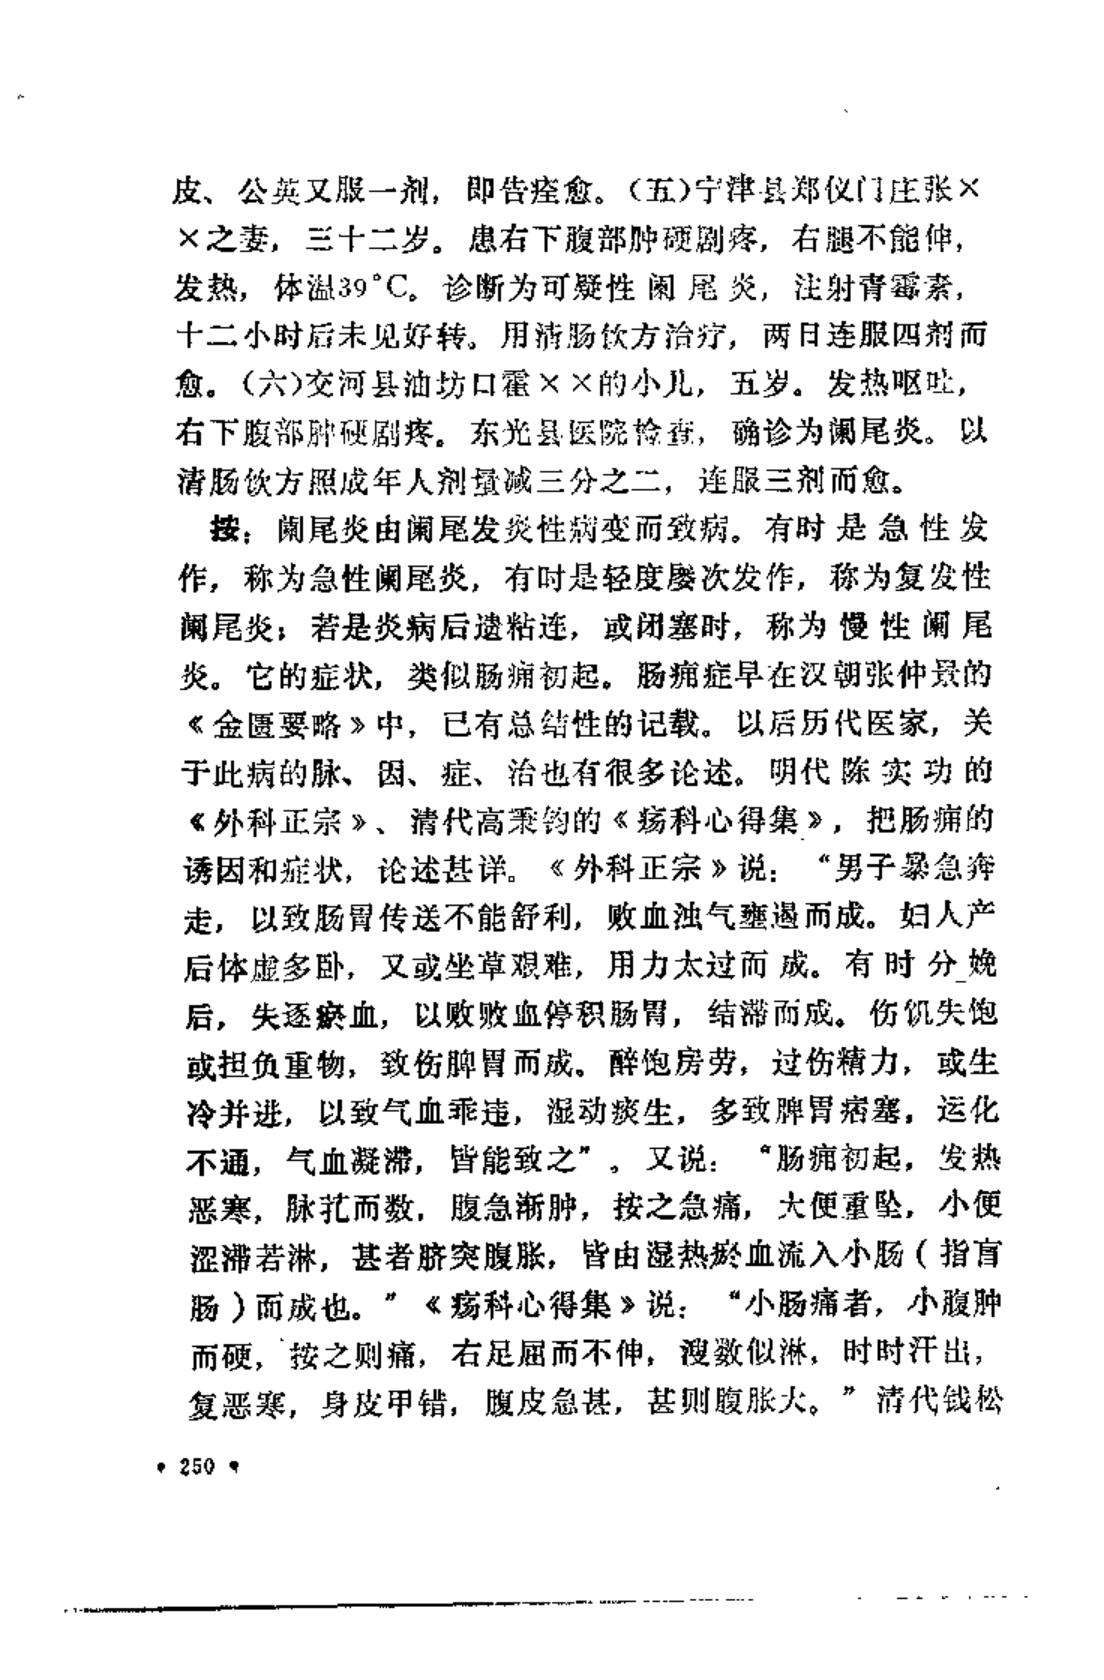 皮、公英又服一剂，即告痊愈。（五）宁津县郑仪门庄张×
×之妻，三十二岁。患右下腹部肿硬剧疼，右腿不能伸，
发热，体温39°C。诊断为可疑性阑尾炎，注射青霉素，
十二小时后未见好转。用清肠饮方治疗，两日连服四剂而
愈。（六）交河县油坊口霍××的小儿，五岁。发热呕吐，
右下腹部肿硬剧疼。东光县医院检查，确诊为阑尾炎。以
清肠饮方照成年人剂量减三分之二，连服三剂而愈。
按：阑尾炎由阑尾发炎性病变而致病。有时是急性发
作，称为急性阑尾炎，有时是轻度屡次发作，称为复发性
阑尾炎；若是炎病后遗粘连，或闭塞时，称为慢性阑尾
炎。它的症状，类似肠痈初起。肠痈症早在汉朝张仲景的
《金匮要略》中，已有总结性的记载。以后历代医家，关
于此病的脉、因、症、治也有很多论述。明代陈实功的
《外科正宗》、清代高秉钧的《疡科心得集》，把肠痈的
诱因和症状，论述甚详。《外科正宗》说：“男子暴急奔
走，以致肠胃传送不能舒利，败血浊气壅遏而成。妇人产
后体虚多卧，又或坐草艰难，用力太过而成。有时分娩
后，失逐瘀血，以败败血停积肠胃，结滞而成。伤饥失饱
或担负重物，致伤脾胃而成。醉饱房劳，过伤精力，或生
冷并进，以致气血乖违，湿动痰生，多致脾胃痞塞，运化
不通，气血凝滞，皆能致之”。又说：“肠痈初起，发热
恶寒，脉芤而数，腹急渐肿，按之急痛，大便重坠，小便
涩滞若淋，甚者脐突腹胀，皆由湿热瘀血流入小肠（指盲
肠）而成也。”《疡科心得集》说：“小肠痛者，小腹肿
而硬，按之则痛，右足屈而不伸，溲数似淋，时时汗出，
复恶寒，身皮甲错，腹皮急甚，甚则腹胀大。”清代钱松
• 250 •